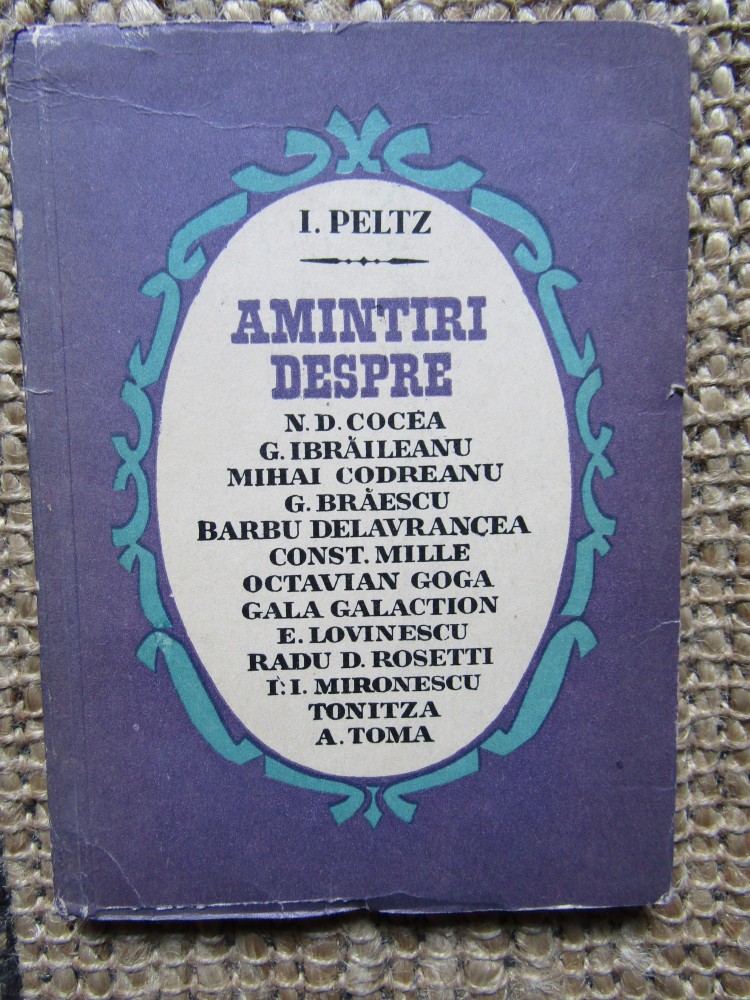 I. PELTZ
AMINTIRI
DESPRE
N. D. COCEA
G. IBRĂILEANU
MIHAI CODREANU
G. BRĂESCU
BARBU DELAVRANCEA
CONST. MILLE
OCTAVIAN GOGA
GALA GALACTION
E. LOVINESCU
RADU D. ROSETTI
I. I. MIRONESCU
TONITZA
A. TOMA